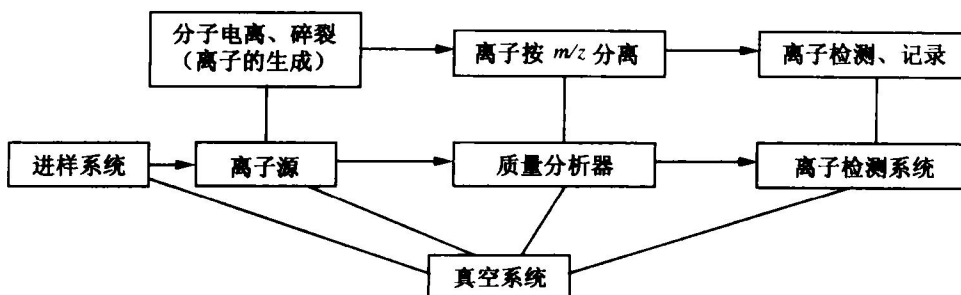 分子电离、碎裂
（离子的生成）
离子按 m/z 分离
离子检测、记录
进样系统
离子源
质量分析器
离子检测系统
真空系统